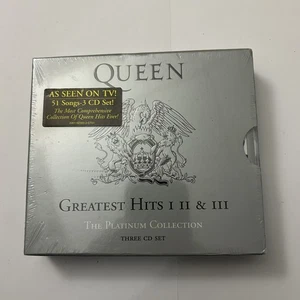 QUEEN
AS SEEN ON TV!
51 Songs-3 CD Set!
The Most Comprehensive
Collection Of Queen Hits Ever!
GREATEST HITS I II & III
THE PLATINUM COLLECTION
THREE CD SET